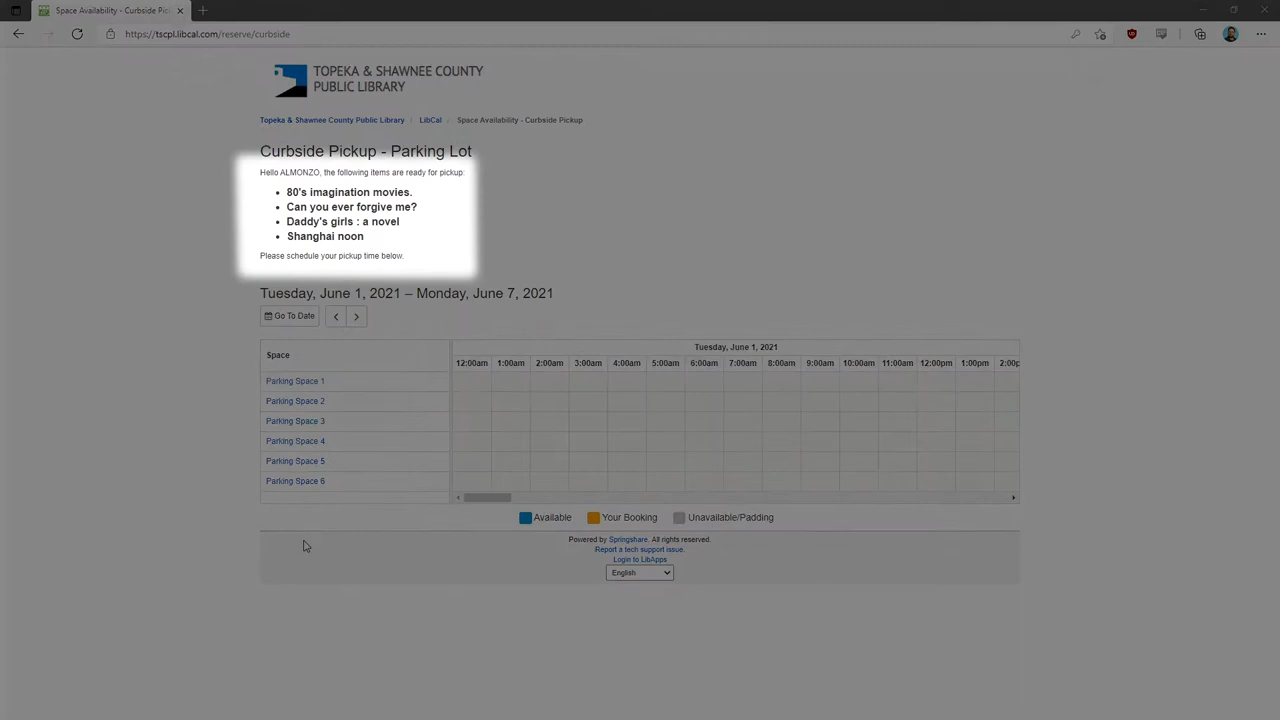 Space Availability - Curbside Pic
https://tscpl.libcal.com/reserve/curbside
TOPEKA & SHAWNEE COUNTY
PUBLIC LIBRARY
Topeka & Shawnee County Public Library / LibCal / Space Availability - Curbside Pickup
Curbside Pickup - Parking Lot
Hello ALMONZO, the following items are ready for pickup:
• 80's imagination movies.
• Can you ever forgive me?
• Daddy's girls : a novel
• Shanghai noon
Please schedule your pickup time below.
Tuesday, June 1, 2021 – Monday, June 7, 2021
Go To Date
Tuesday, June 1, 2021
Space
12:00am 1:00am 2:00am 3:00am 4:00am 5:00am 6:00am 7:00am 8:00am 9:00am 10:00am 11:00am 12:00pm 1:00pm 2:00p
Parking Space 1
Parking Space 2
Parking Space 3
Parking Space 4
Parking Space 5
Parking Space 6
Available Your Booking Unavailable/Padding
Powered by Springshare. All rights reserved.
Report a tech support issue.
Login to LibApps
English